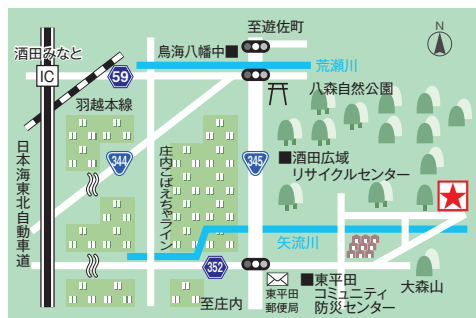 至遊佐町
N
酒田みなと
IC
59
鳥海八幡中■
荒瀬川
羽越本線
八森自然公園
344
345
■酒田広域
リサイクルセンター
日本海東北自動車道
庄内こばえちゃライン
矢流川
352
至庄内
東平田
郵便局
■東平田
コミュニティ
防災センター
大森山